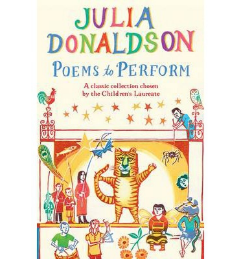 JULIA
DONALDSON
POEMS to PERFORM
A classic collection chosen
by the Children's Laureate